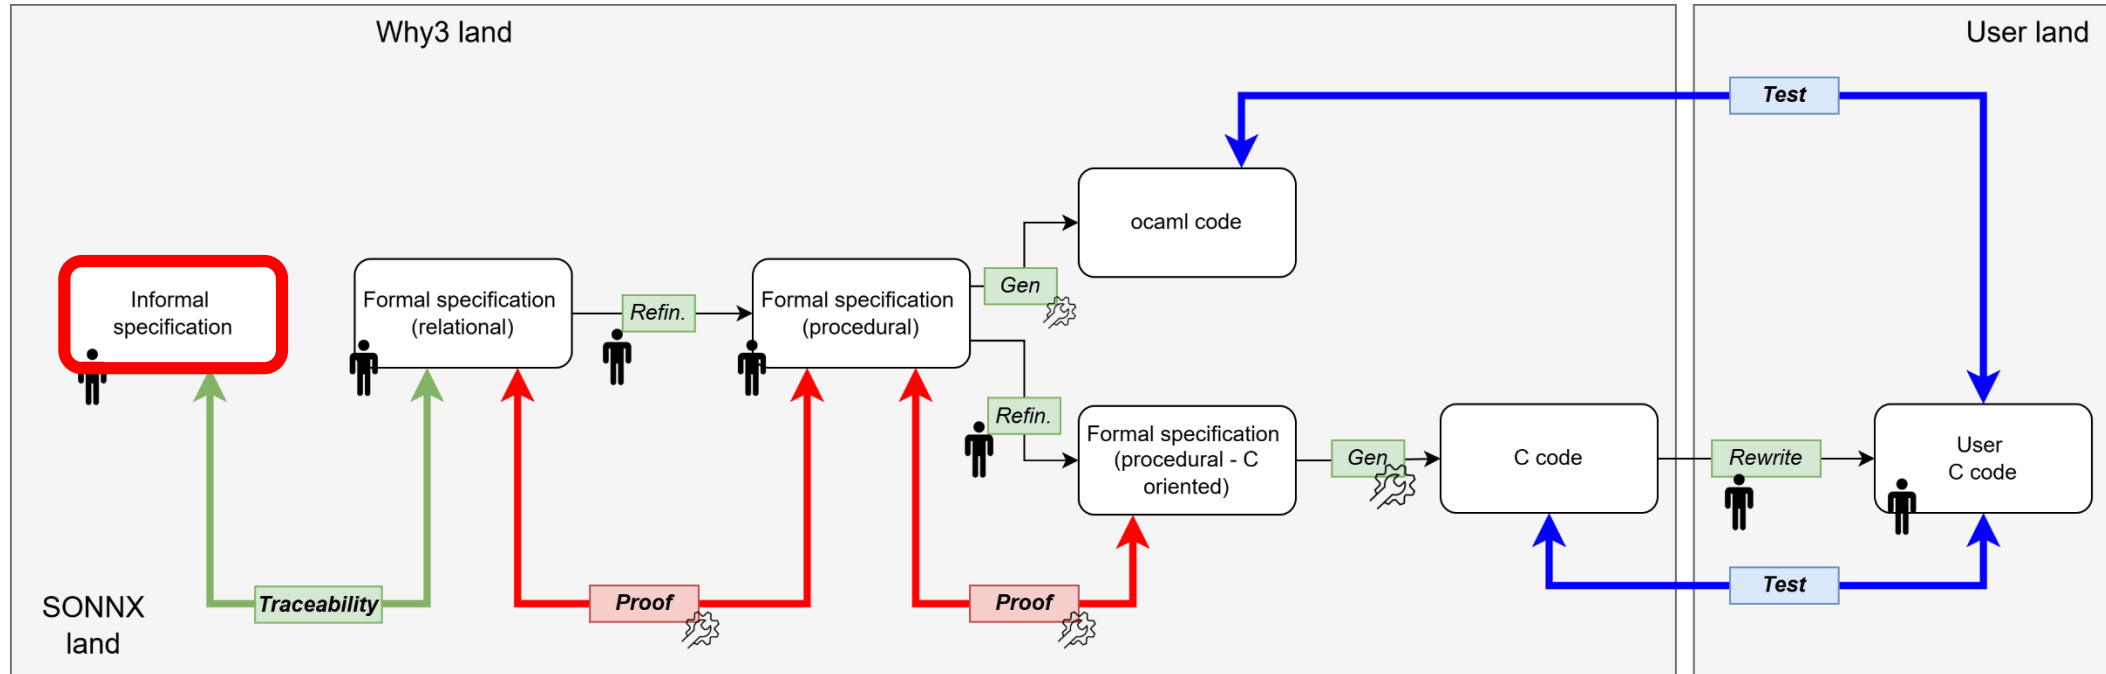 Why3 land
User land
Test
ocaml code
Informal
specification
Formal specification
(relational)
Refin.
Formal specification
(procedural)
Gen
Refin.
Formal specification
(procedural - C
oriented)
Gen
C code
Rewrite
User
C code
SONNX
land
Traceability
Proof
Proof
Test